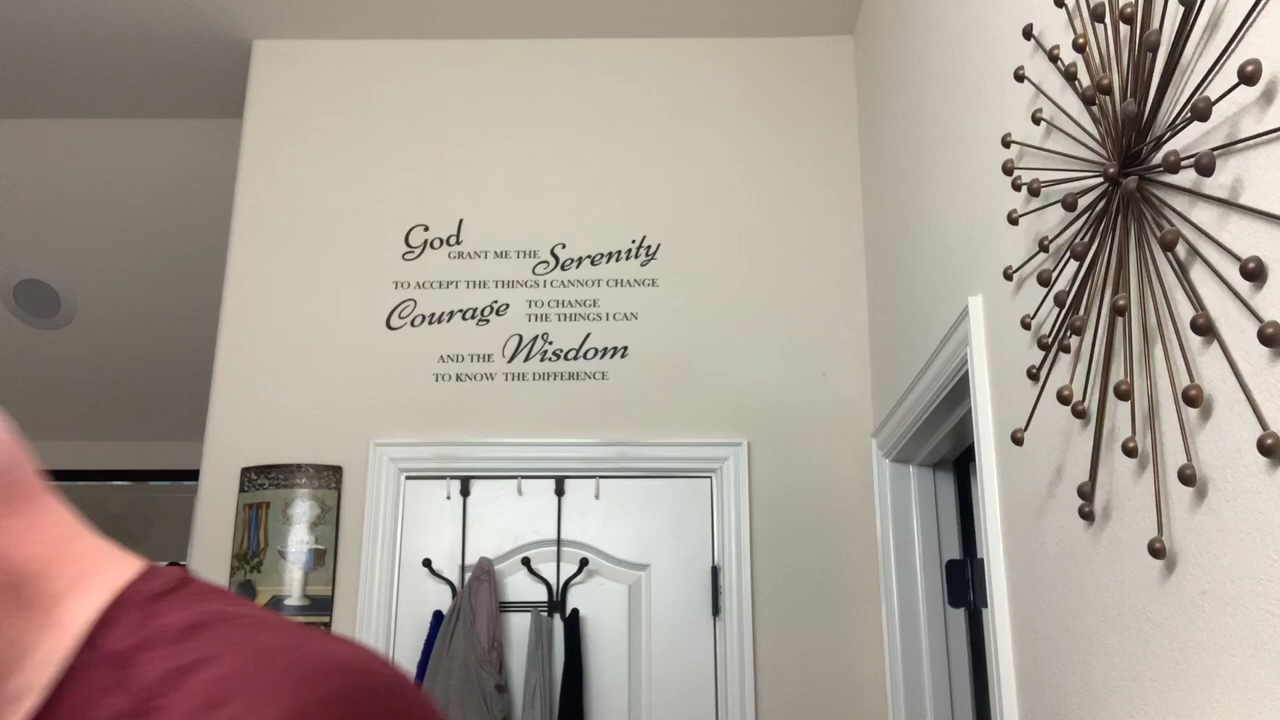 God GRANT ME THE Serenity
TO ACCEPT THE THINGS I CANNOT CHANGE
Courage TO CHANGE
THE THINGS I CAN
AND THE Wisdom
TO KNOW THE DIFFERENCE